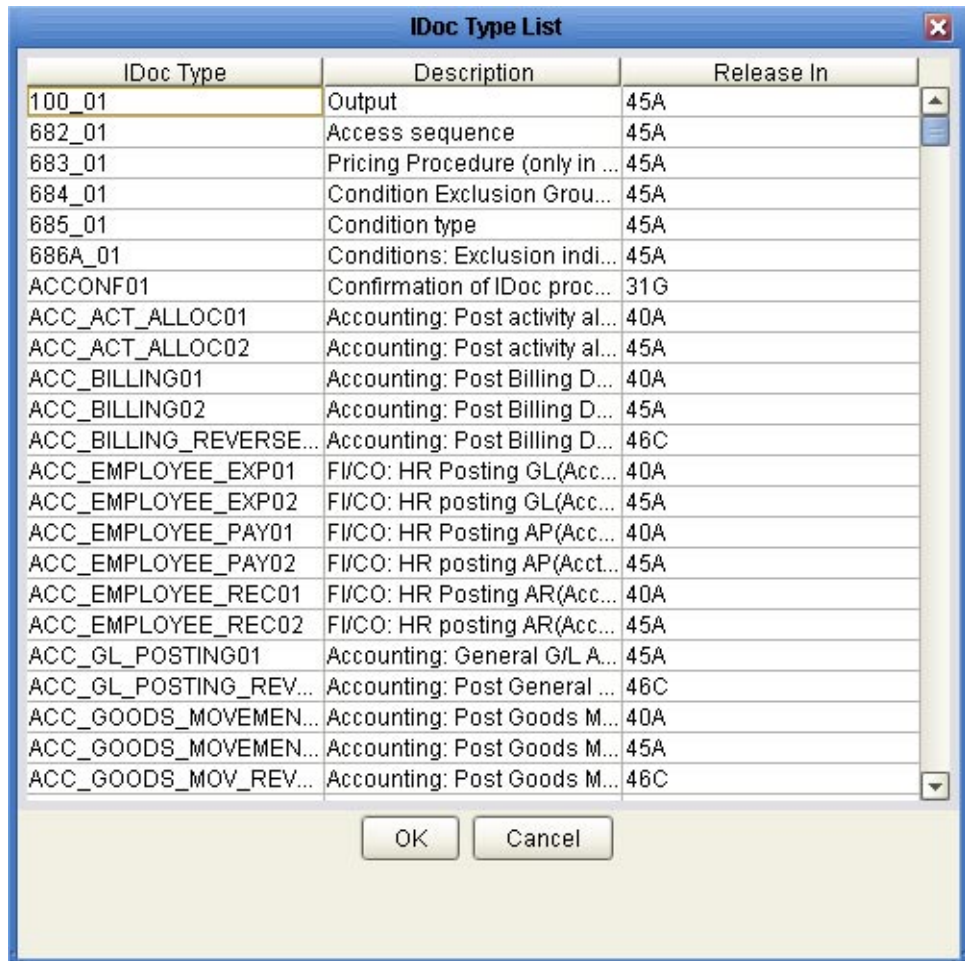 IDoc Type List
IDoc Type Description Release In
100_01 Output 45A
682_01 Access sequence 45A
683_01 Pricing Procedure (only in ... 45A
684_01 Condition Exclusion Grou... 45A
685_01 Condition type 45A
686A_01 Conditions: Exclusion indi... 45A
ACCONF01 Confirmation of IDoc proc... 31G
ACC_ACT_ALLOC01 Accounting: Post activity al... 40A
ACC_ACT_ALLOC02 Accounting: Post activity al... 45A
ACC_BILLING01 Accounting: Post Billing D... 40A
ACC_BILLING02 Accounting: Post Billing D... 45A
ACC_BILLING_REVERSE... Accounting: Post Billing D... 46C
ACC_EMPLOYEE_EXP01 FI/CO: HR Posting GL(Acc... 40A
ACC_EMPLOYEE_EXP02 FI/CO: HR posting GL(Acc... 45A
ACC_EMPLOYEE_PAY01 FI/CO: HR Posting AP(Acc... 40A
ACC_EMPLOYEE_PAY02 FI/CO: HR posting AP(Acct... 45A
ACC_EMPLOYEE_REC01 FI/CO: HR Posting AR(Acc... 40A
ACC_EMPLOYEE_REC02 FI/CO: HR posting AR(Acc... 45A
ACC_GL_POSTING01 Accounting: General G/L A... 45A
ACC_GL_POSTING_REV... Accounting: Post General ... 46C
ACC_GOODS_MOVEMEN... Accounting: Post Goods M... 40A
ACC_GOODS_MOVEMEN... Accounting: Post Goods M... 45A
ACC_GOODS_MOV_REV... Accounting: Post Goods M... 46C
OK Cancel